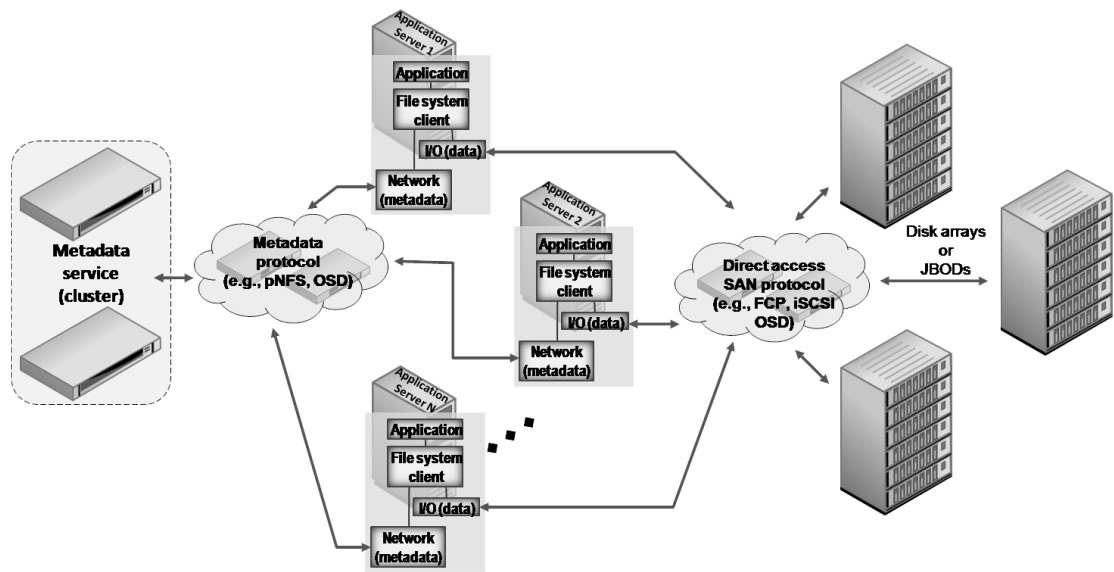 Metadata
service
(cluster)
Metadata
protocol
(e.g., pNFS, OSD)
Application
Server 1
Application
File system
client
I/O (data)
Network
(metadata)
Application
Server 2
Application
File system
client
I/O (data)
Network
(metadata)
Application
Server N
Application
File system
client
I/O (data)
Network
(metadata)
Direct access
SAN protocol
(e.g., FCP, iSCSI
OSD)
Disk arrays
or
JBODs